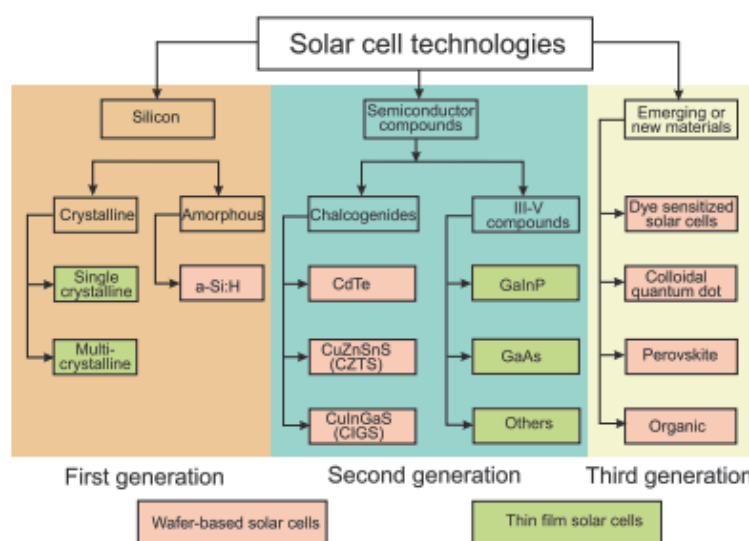 Solar cell technologies
Silicon
Semiconductor
compounds
Emerging or
new materials
Crystalline
Amorphous
Chalcogenides
III-V
compounds
Dye sensitized
solar cells
Single
crystalline
a-Si:H
CdTe
GaInP
Colloidal
quantum dot
Multi-
crystalline
CuZnSnS
(CZTS)
GaAs
Perovskite
CuInGaS
(CIGS)
Others
Organic
First generation
Second generation
Third generation
Wafer-based solar cells
Thin film solar cells